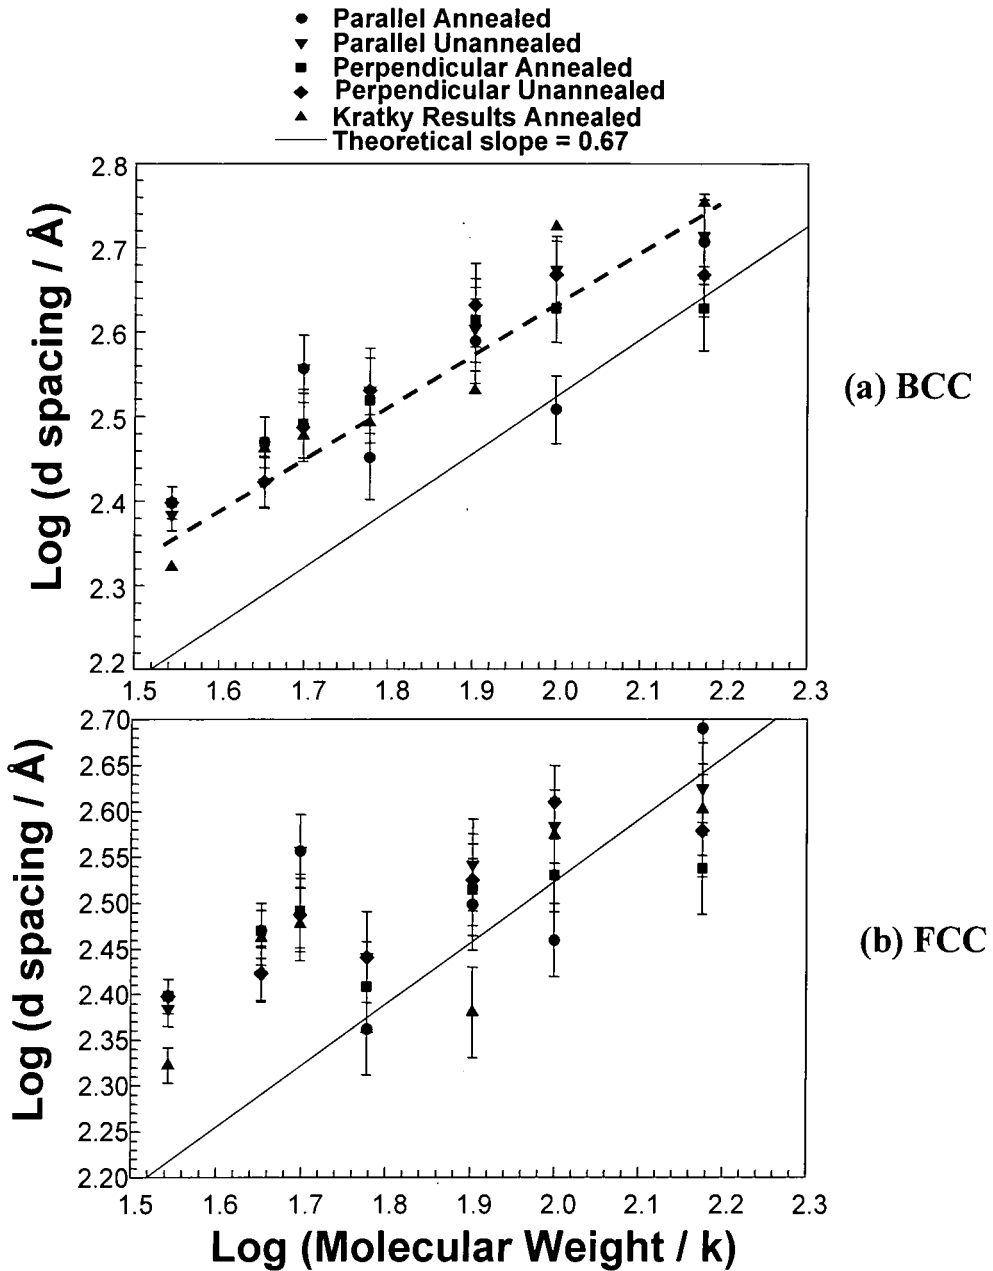 Parallel Annealed
Parallel Unannealed
Perpendicular Annealed
Perpendicular Unannealed
Kratky Results Annealed
Theoretical slope = 0.67
Log (d spacing / Å)
2.8
2.7
2.6
2.5
2.4
2.3
2.2
1.5 1.6 1.7 1.8 1.9 2.0 2.1 2.2 2.3
(a) BCC
Log (d spacing / Å)
2.70
2.65
2.60
2.55
2.50
2.45
2.40
2.35
2.30
2.25
2.20
1.5 1.6 1.7 1.8 1.9 2.0 2.1 2.2 2.3
(b) FCC
Log (Molecular Weight / k)